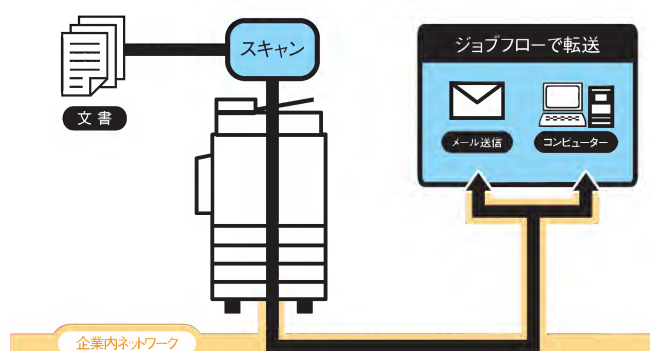 スキャン
文書
ジョブフローで転送
メール送信
コンピューター
企業内ネットワーク